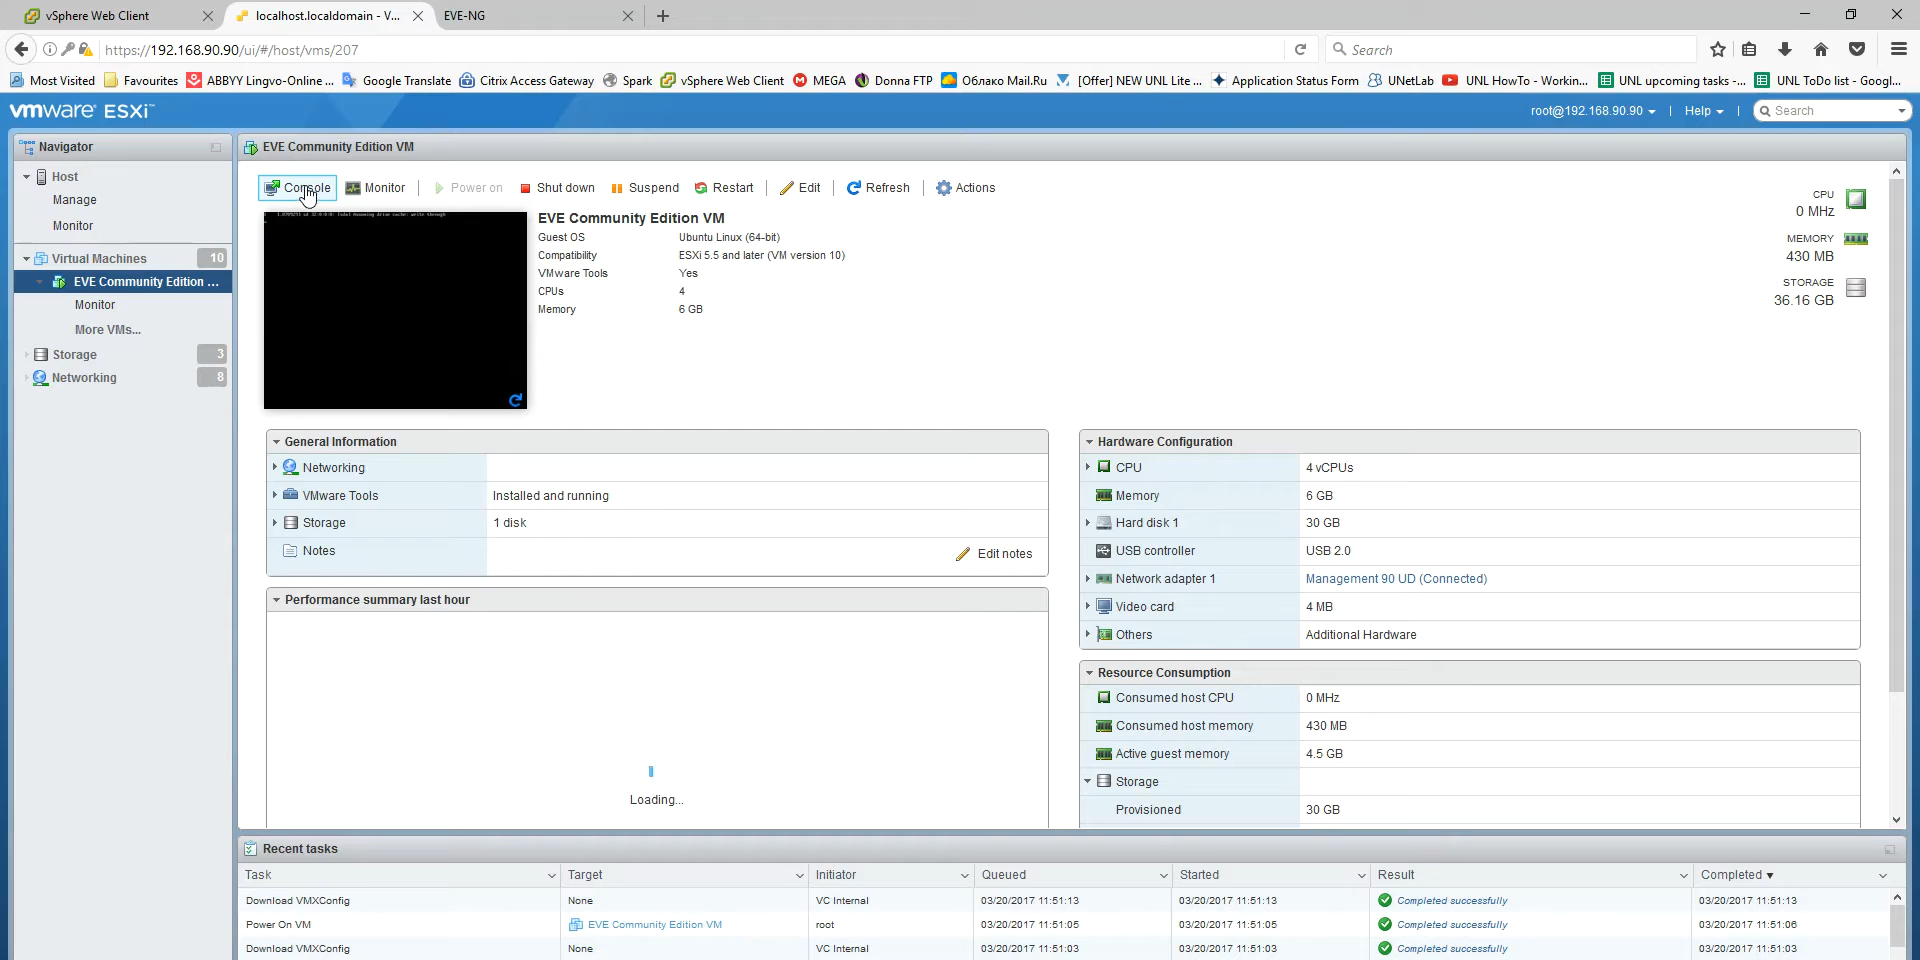 vSphere Web Client
localhost.localdomain - V...
EVE-NG
https://192.168.90.90/ui/#/host/vms/207
Search
Most Visited
Favourites
ABBYY Lingvo-Online ...
Google Translate
Citrix Access Gateway
Spark
vSphere Web Client
MEGA
Donna FTP
Облако Mail.Ru
[Offer] NEW UNL Lite ...
Application Status Form
UNetLab
UNL HowTo - Workin...
UNL upcoming tasks -...
UNL ToDo list - Googl...
vmware ESXi™
root@192.168.90.90
|
Help
|
Search
Navigator
Host
Manage
Monitor
Virtual Machines
10
EVE Community Edition ...
Monitor
More VMs...
Storage
3
Networking
8
EVE Community Edition VM
Console
Monitor
Power on
Shut down
Suspend
Restart
Edit
Refresh
Actions
EVE Community Edition VM
Guest OS Ubuntu Linux (64-bit)
Compatibility ESXi 5.5 and later (VM version 10)
VMware Tools Yes
CPUs 4
Memory 6 GB
CPU
0 MHz
MEMORY
430 MB
STORAGE
36.16 GB
General Information
Networking
VMware Tools Installed and running
Storage 1 disk
Notes Edit notes
Performance summary last hour
Loading...
Hardware Configuration
CPU 4 vCPUs
Memory 6 GB
Hard disk 1 30 GB
USB controller USB 2.0
Network adapter 1 Management 90 UD (Connected)
Video card 4 MB
Others Additional Hardware
Resource Consumption
Consumed host CPU 0 MHz
Consumed host memory 430 MB
Active guest memory 4.5 GB
Storage
Provisioned 30 GB
Recent tasks
Task Target Initiator Queued Started Result Completed ▼
Download VMXConfig None VC Internal 03/20/2017 11:51:13 03/20/2017 11:51:13 Completed successfully 03/20/2017 11:51:13
Power On VM EVE Community Edition VM root 03/20/2017 11:51:05 03/20/2017 11:51:05 Completed successfully 03/20/2017 11:51:06
Download VMXConfig None VC Internal 03/20/2017 11:51:03 03/20/2017 11:51:03 Completed successfully 03/20/2017 11:51:03